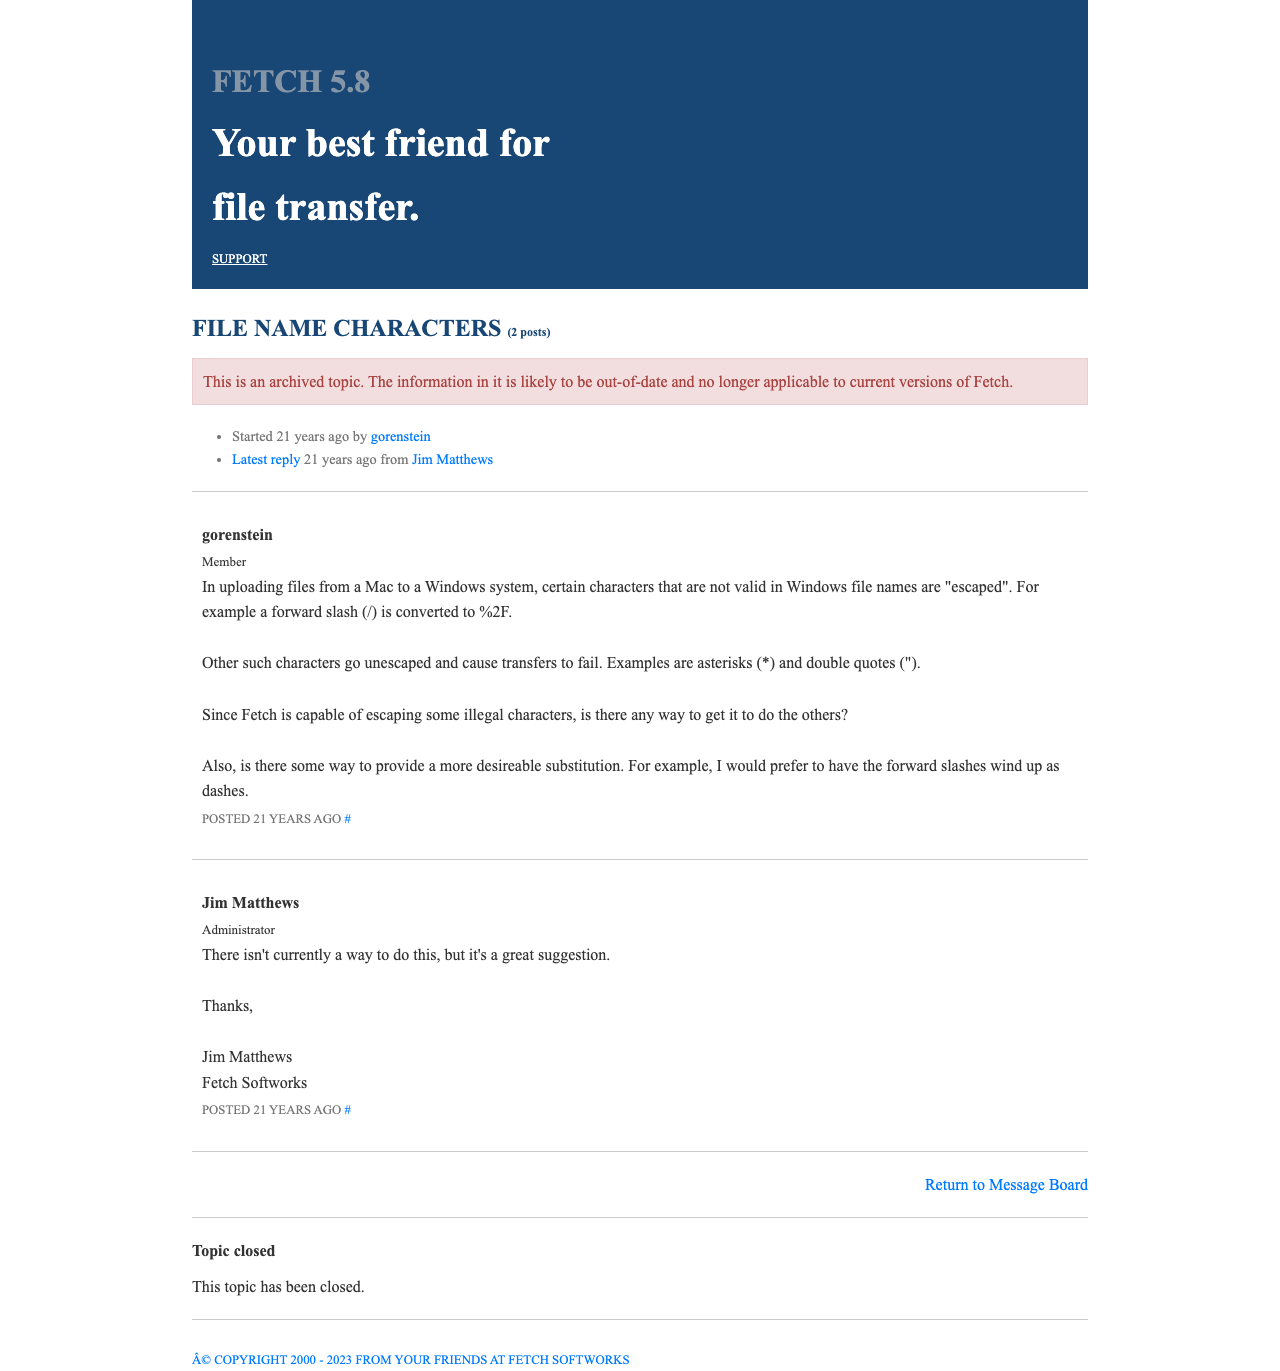 FETCH 5.8
Your best friend for
file transfer.
SUPPORT
FILE NAME CHARACTERS (2 posts)
This is an archived topic. The information in it is likely to be out-of-date and no longer applicable to current versions of Fetch.
• Started 21 years ago by gorenstein
• Latest reply 21 years ago from Jim Matthews
gorenstein
Member
In uploading files from a Mac to a Windows system, certain characters that are not valid in Windows file names are "escaped". For
example a forward slash (/) is converted to %2F.
Other such characters go unescaped and cause transfers to fail. Examples are asterisks (*) and double quotes (").
Since Fetch is capable of escaping some illegal characters, is there any way to get it to do the others?
Also, is there some way to provide a more desireable substitution. For example, I would prefer to have the forward slashes wind up as
dashes.
POSTED 21 YEARS AGO #
Jim Matthews
Administrator
There isn't currently a way to do this, but it's a great suggestion.
Thanks,
Jim Matthews
Fetch Softworks
POSTED 21 YEARS AGO #
Return to Message Board
Topic closed
This topic has been closed.
Â© COPYRIGHT 2000 - 2023 FROM YOUR FRIENDS AT FETCH SOFTWORKS